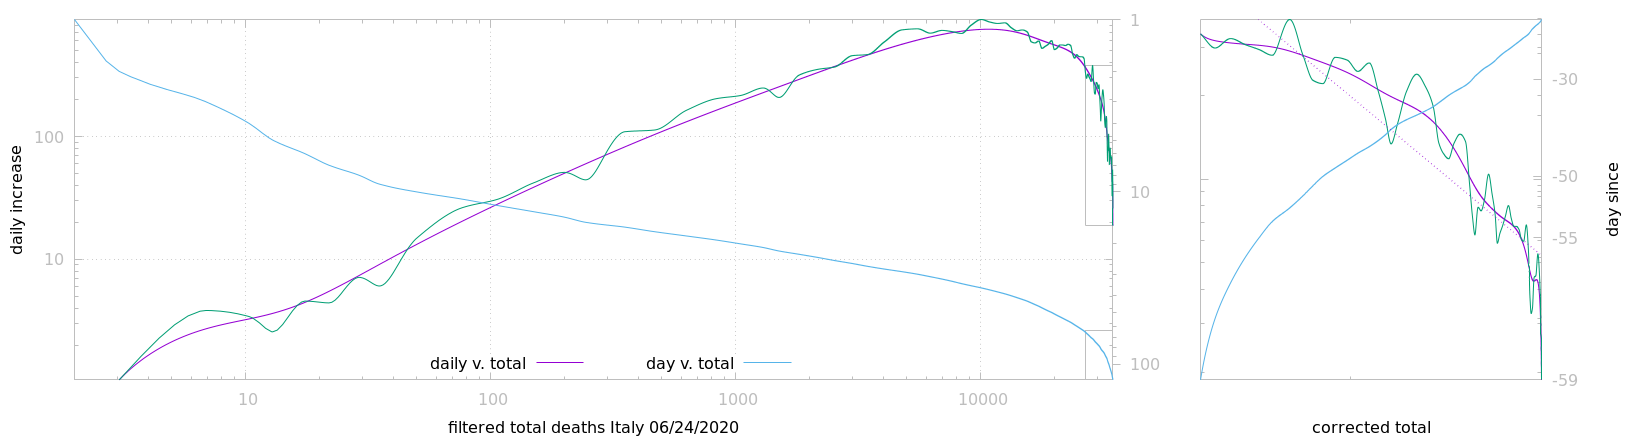 1
-30
100
daily increase
-50
day since
10
-55
10
daily v. total
day v. total
100
-59
10
100
1000
10000
filtered total deaths Italy 06/24/2020
corrected total